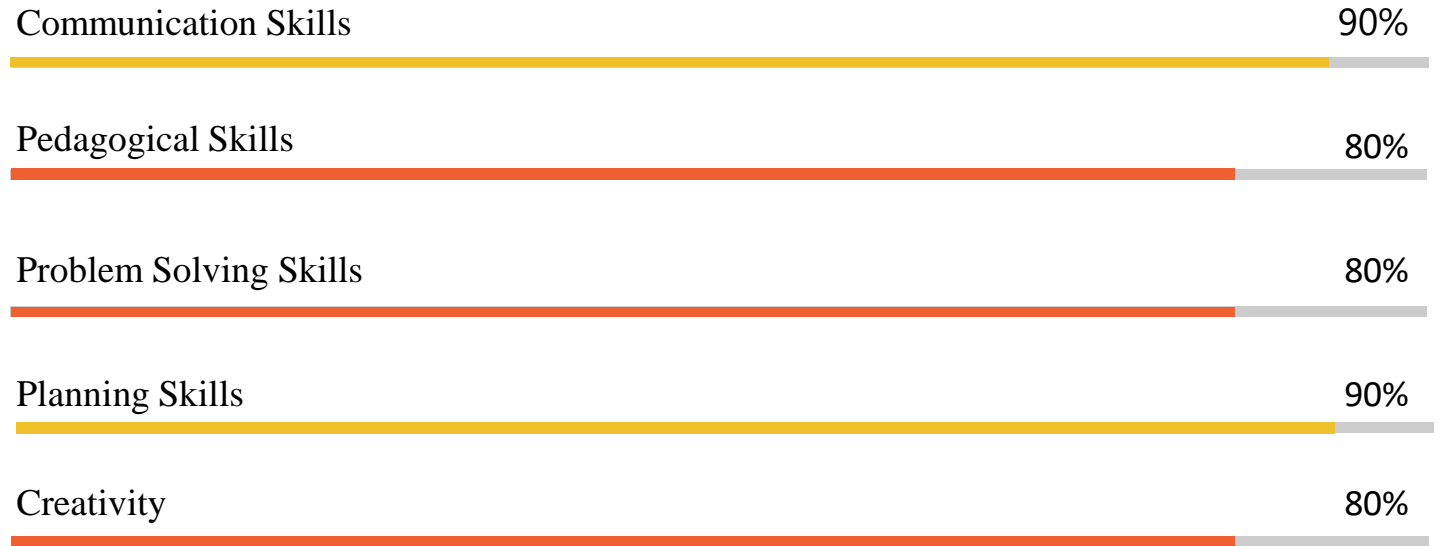 Communication Skills 90%
Pedagogical Skills 80%
Problem Solving Skills 80%
Planning Skills 90%
Creativity 80%